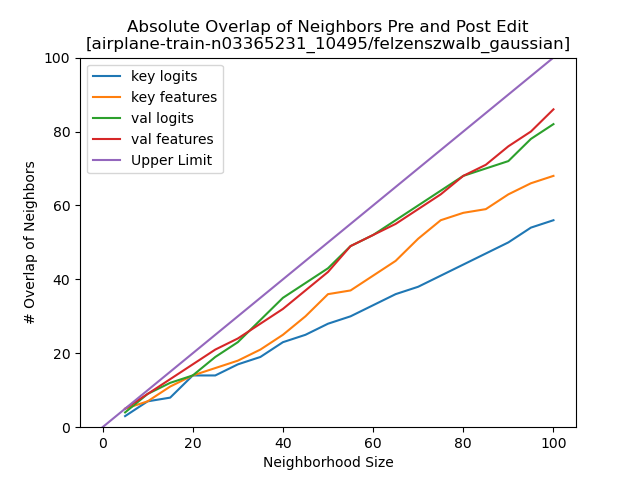 Absolute Overlap of Neighbors Pre and Post Edit
[airplane-train-n03365231_10495/felzenszwalb_gaussian]
key logits
key features
val logits
val features
Upper Limit
# Overlap of Neighbors
100
80
60
40
20
0
0 20 40 60 80 100
Neighborhood Size